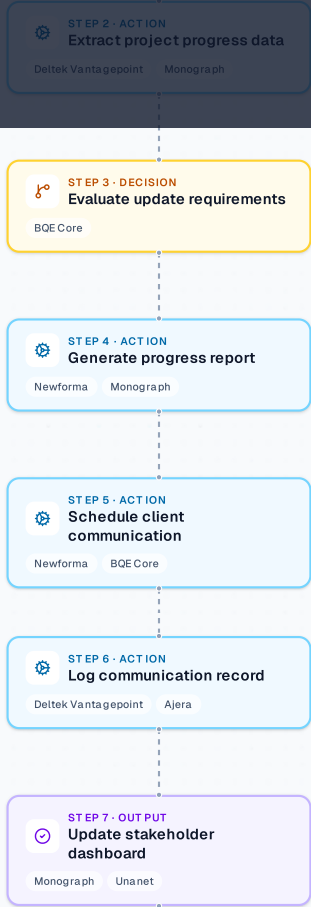 STEP 2 · ACTION
Extract project progress data
Deltek Vantagepoint Monograph
STEP 3 · DECISION
Evaluate update requirements
BQE Core
STEP 4 · ACTION
Generate progress report
Newforma Monograph
STEP 5 · ACTION
Schedule client
communication
Newforma BQE Core
STEP 6 · ACTION
Log communication record
Deltek Vantagepoint Ajera
STEP 7 · OUTPUT
Update stakeholder
dashboard
Monograph Unanet